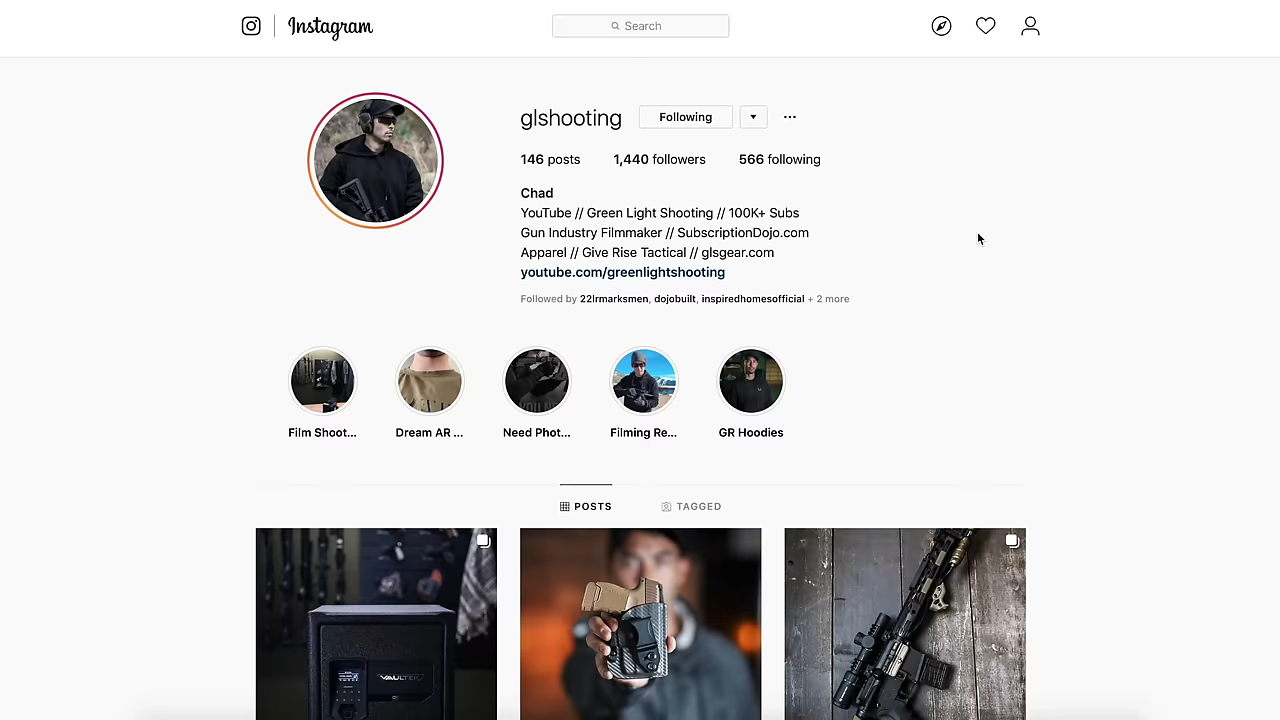 Instagram
Search
glshooting
Following
146 posts
1,440 followers
566 following
Chad
YouTube // Green Light Shooting // 100K+ Subs
Gun Industry Filmmaker // SubscriptionDojo.com
Apparel // Give Rise Tactical // glsgear.com
youtube.com/greenlightshooting
Followed by 22lrmarksmen, dojobuilt, inspiredhomesofficial + 2 more
Film Shoot...
Dream AR ...
Need Phot...
Filming Re...
GR Hoodies
POSTS
TAGGED
VAULTEK